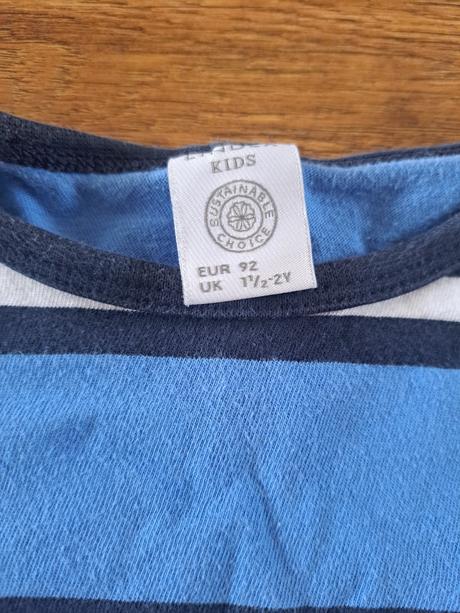 KIDS
SUSTAINABLE
CHOICE
EUR 92
UK 1½-2Y